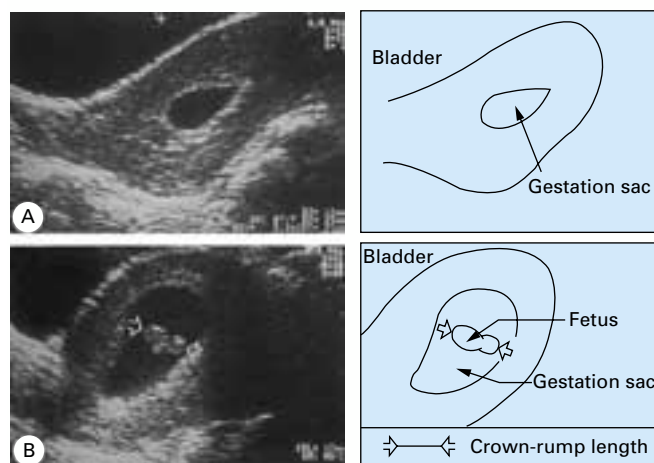 A
Bladder
Gestation sac
B
Bladder
Fetus
Gestation sac
Crown-rump length